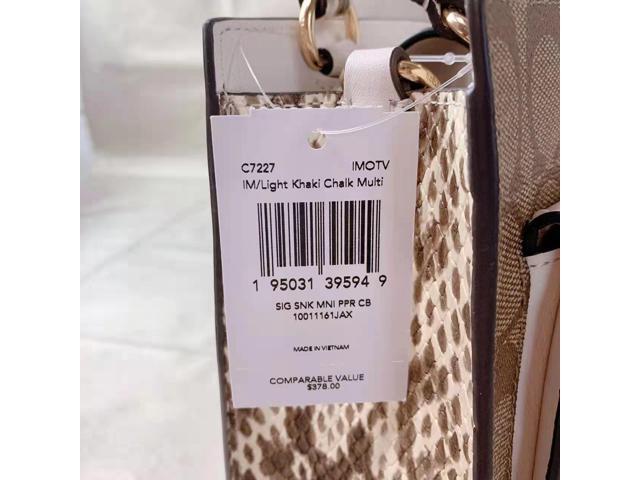 C7227 IMOTV
IM/Light Khaki Chalk Multi
1 95031 39594 9
SIG SNK MNI PPR CB
10011161JAX
MADE IN VIETNAM
COMPARABLE VALUE
$378.00